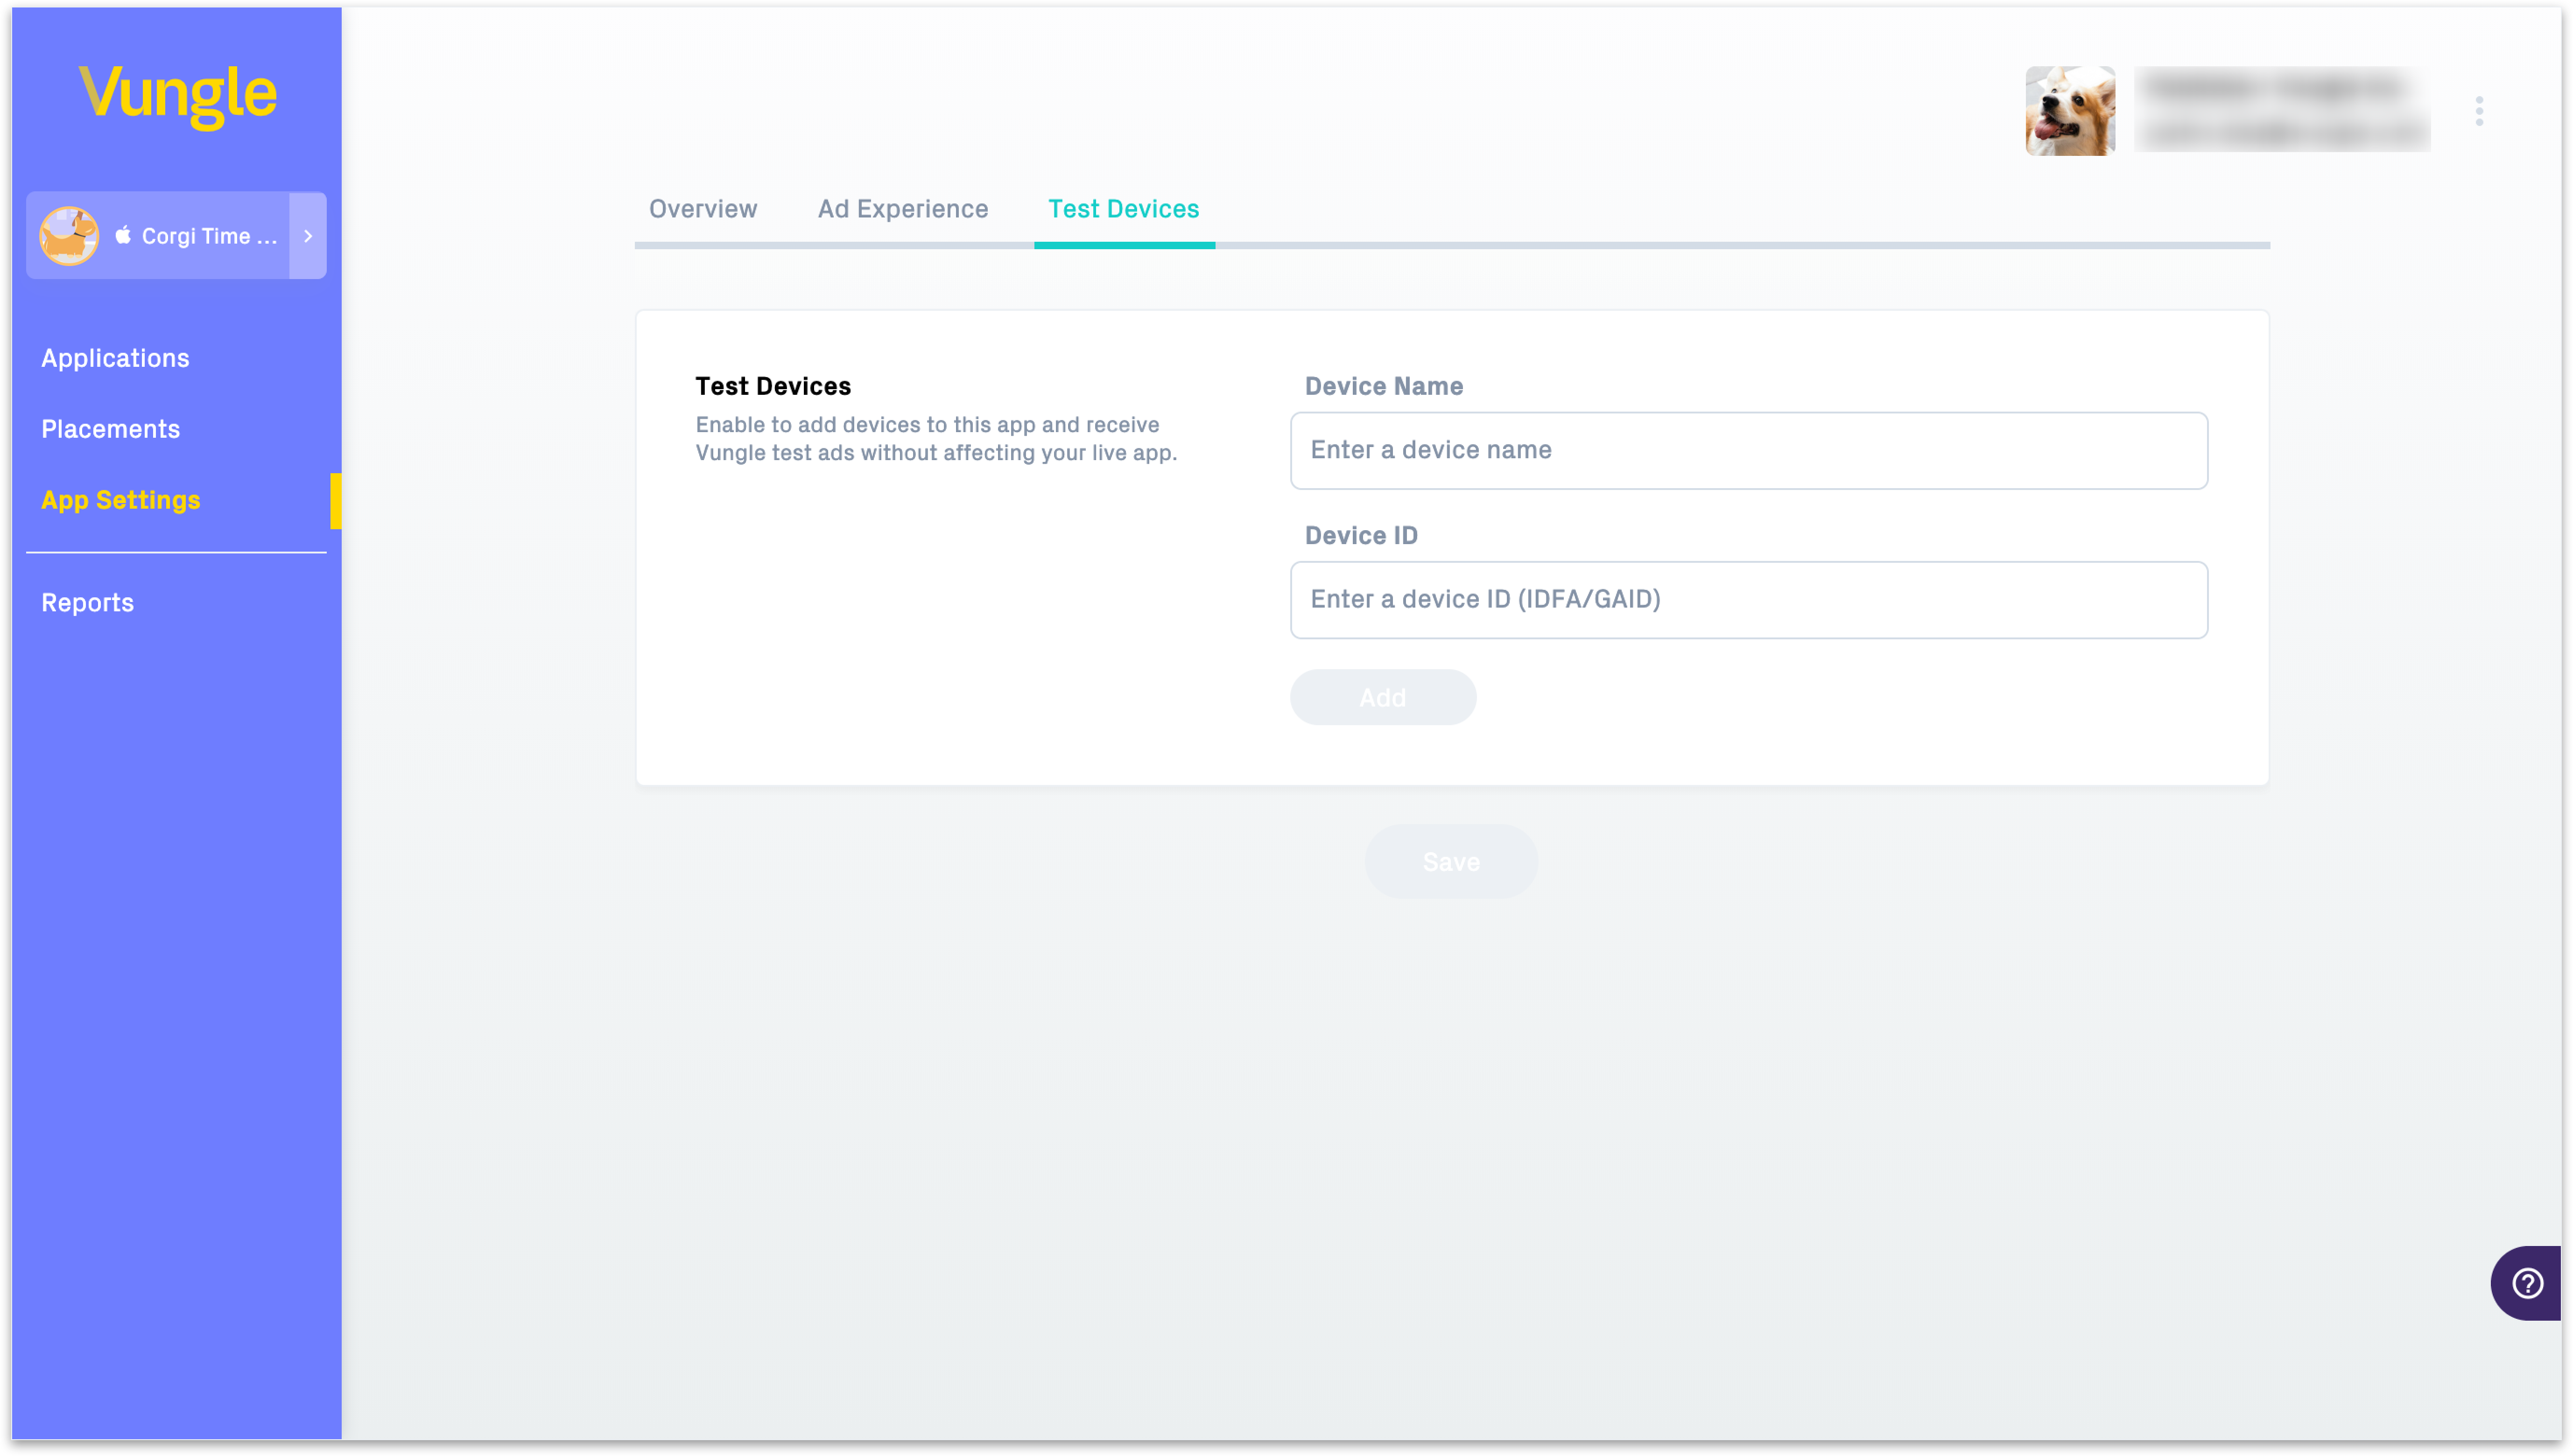 Vungle
Corgi Time ...
Applications
Placements
App Settings
Reports
Overview
Ad Experience
Test Devices
Test Devices
Enable to add devices to this app and receive
Vungle test ads without affecting your live app.
Device Name
Enter a device name
Device ID
Enter a device ID (IDFA/GAID)
Add
Save